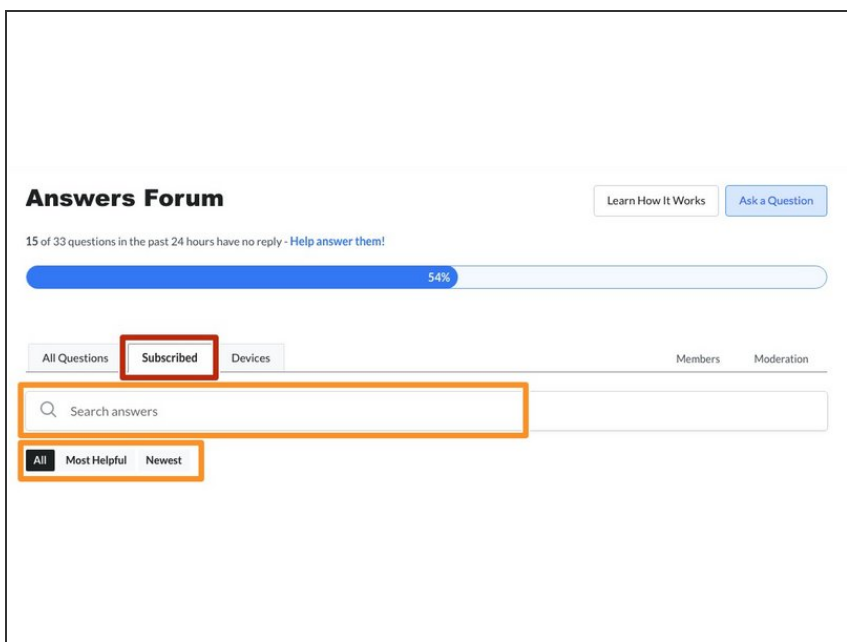 Answers Forum
Learn How It Works
Ask a Question
15 of 33 questions in the past 24 hours have no reply - Help answer them!
54%
All Questions
Subscribed
Devices
Members
Moderation
Search answers
All
Most Helpful
Newest